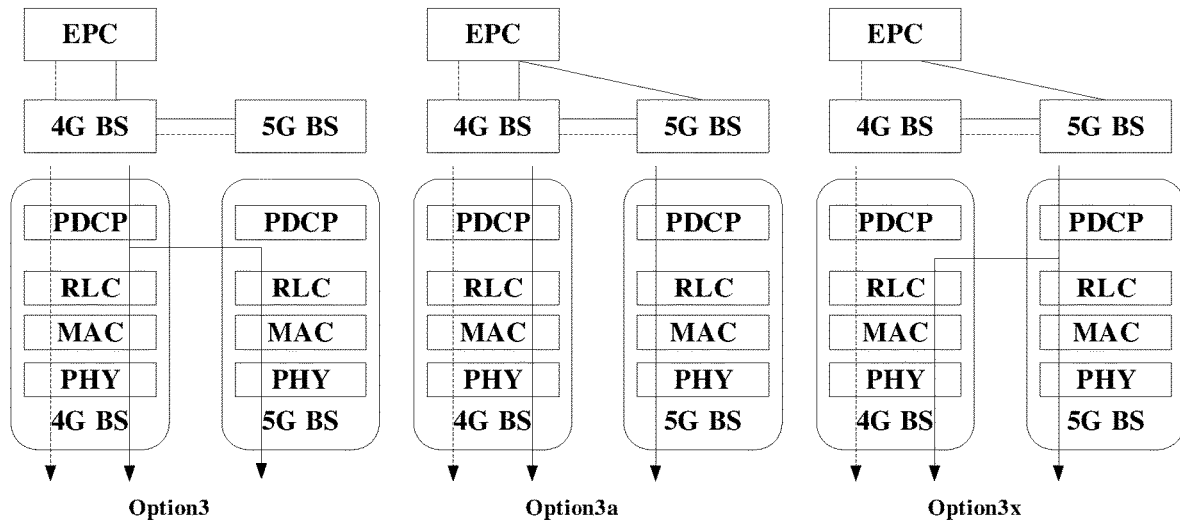 EPC
4G BS
5G BS
PDCP
PDCP
RLC
RLC
MAC
MAC
PHY
PHY
4G BS
5G BS
Option3
EPC
4G BS
5G BS
PDCP
PDCP
RLC
RLC
MAC
MAC
PHY
PHY
4G BS
5G BS
Option3a
EPC
4G BS
5G BS
PDCP
PDCP
RLC
RLC
MAC
MAC
PHY
PHY
4G BS
5G BS
Option3x